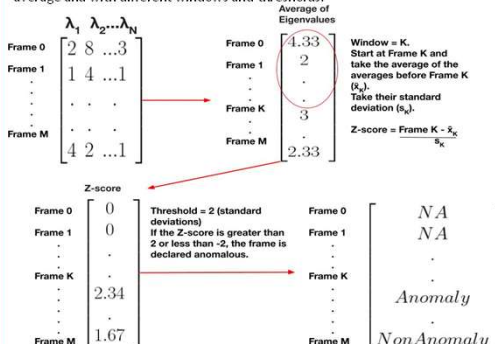 Average of
Eigenvalues
λ₁ λ₂...λN
Frame 0
2 8 ...3
Frame 1
1 4 ...1
Frame M
4 2 ...1
Frame 0
4.33
Frame 1
2
Frame K
3
Frame M
2.33
Window = K.
Start at Frame K and
take the average of the
averages before Frame K
(x̄K).
Take their standard
deviation (sK).
Z-score = Frame K - x̄K
sK
Z-score
Frame 0
0
Frame 1
0
Frame K
2.34
Frame M
1.67
Threshold = 2 (standard
deviations)
If the Z-score is greater than
2 or less than -2, the frame is
declared anomalous.
Frame 0
NA
Frame 1
NA
Frame K
Anomaly
Frame M
NonAnomaly